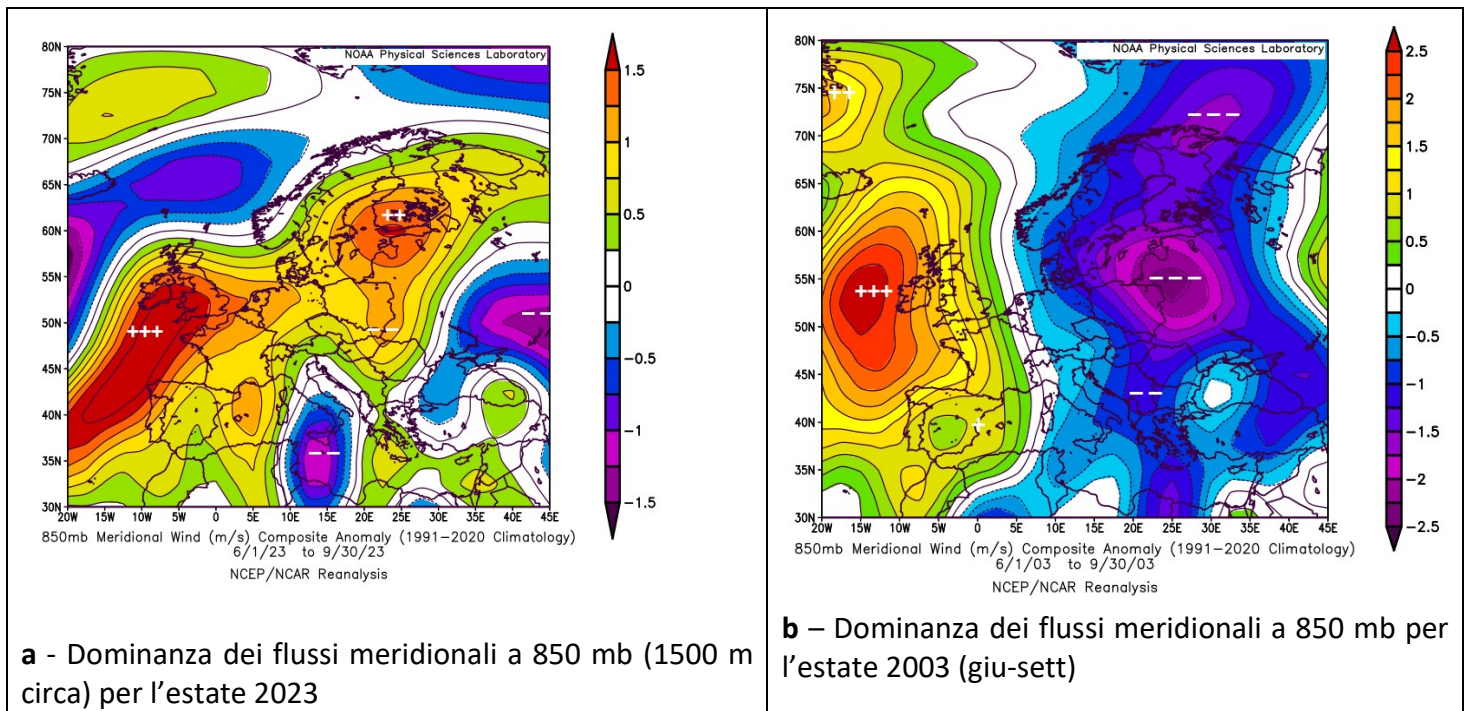 NOAA Physical Sciences Laboratory
80N
75N
70N
65N
60N
55N
50N
45N
40N
35N
30N
++
+++
−−
−−
−−
20W 15W 10W 5W 0 5E 10E 15E 20E 25E 30E 35E 40E 45E
1.5
1
0.5
0
−0.5
−1
−1.5
850mb Meridional Wind (m/s) Composite Anomaly (1991−2020 Climatology)
6/1/23 to 9/30/23
NCEP/NCAR Reanalysis
a - Dominanza dei flussi meridionali a 850 mb (1500 m
circa) per l’estate 2023
NOAA Physical Sciences Laboratory
80N
75N
70N
65N
60N
55N
50N
45N
40N
35N
30N
++
−−−
+++
−−−
−−
+
20W 15W 10W 5W 0 5E 10E 15E 20E 25E 30E 35E 40E 45E
2.5
2
1.5
1
0.5
0
−0.5
−1
−1.5
−2
−2.5
850mb Meridional Wind (m/s) Composite Anomaly (1991−2020 Climatology)
6/1/03 to 9/30/03
NCEP/NCAR Reanalysis
b – Dominanza dei flussi meridionali a 850 mb per
l’estate 2003 (giu-sett)